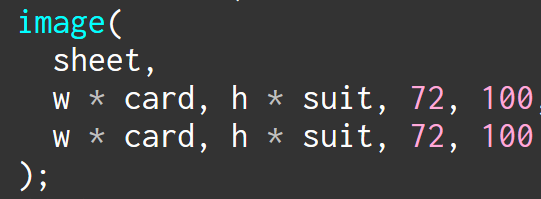 image(
sheet,
w * card, h * suit, 72, 100,
w * card, h * suit, 72, 100
);